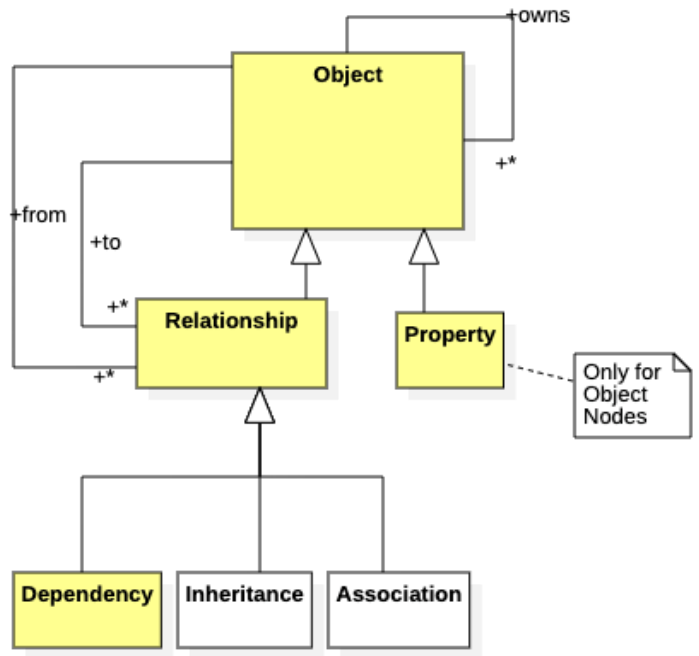 +owns
Object
+*
+from
+to
+*
Relationship
Property
+*
Only for
Object
Nodes
Dependency
Inheritance
Association